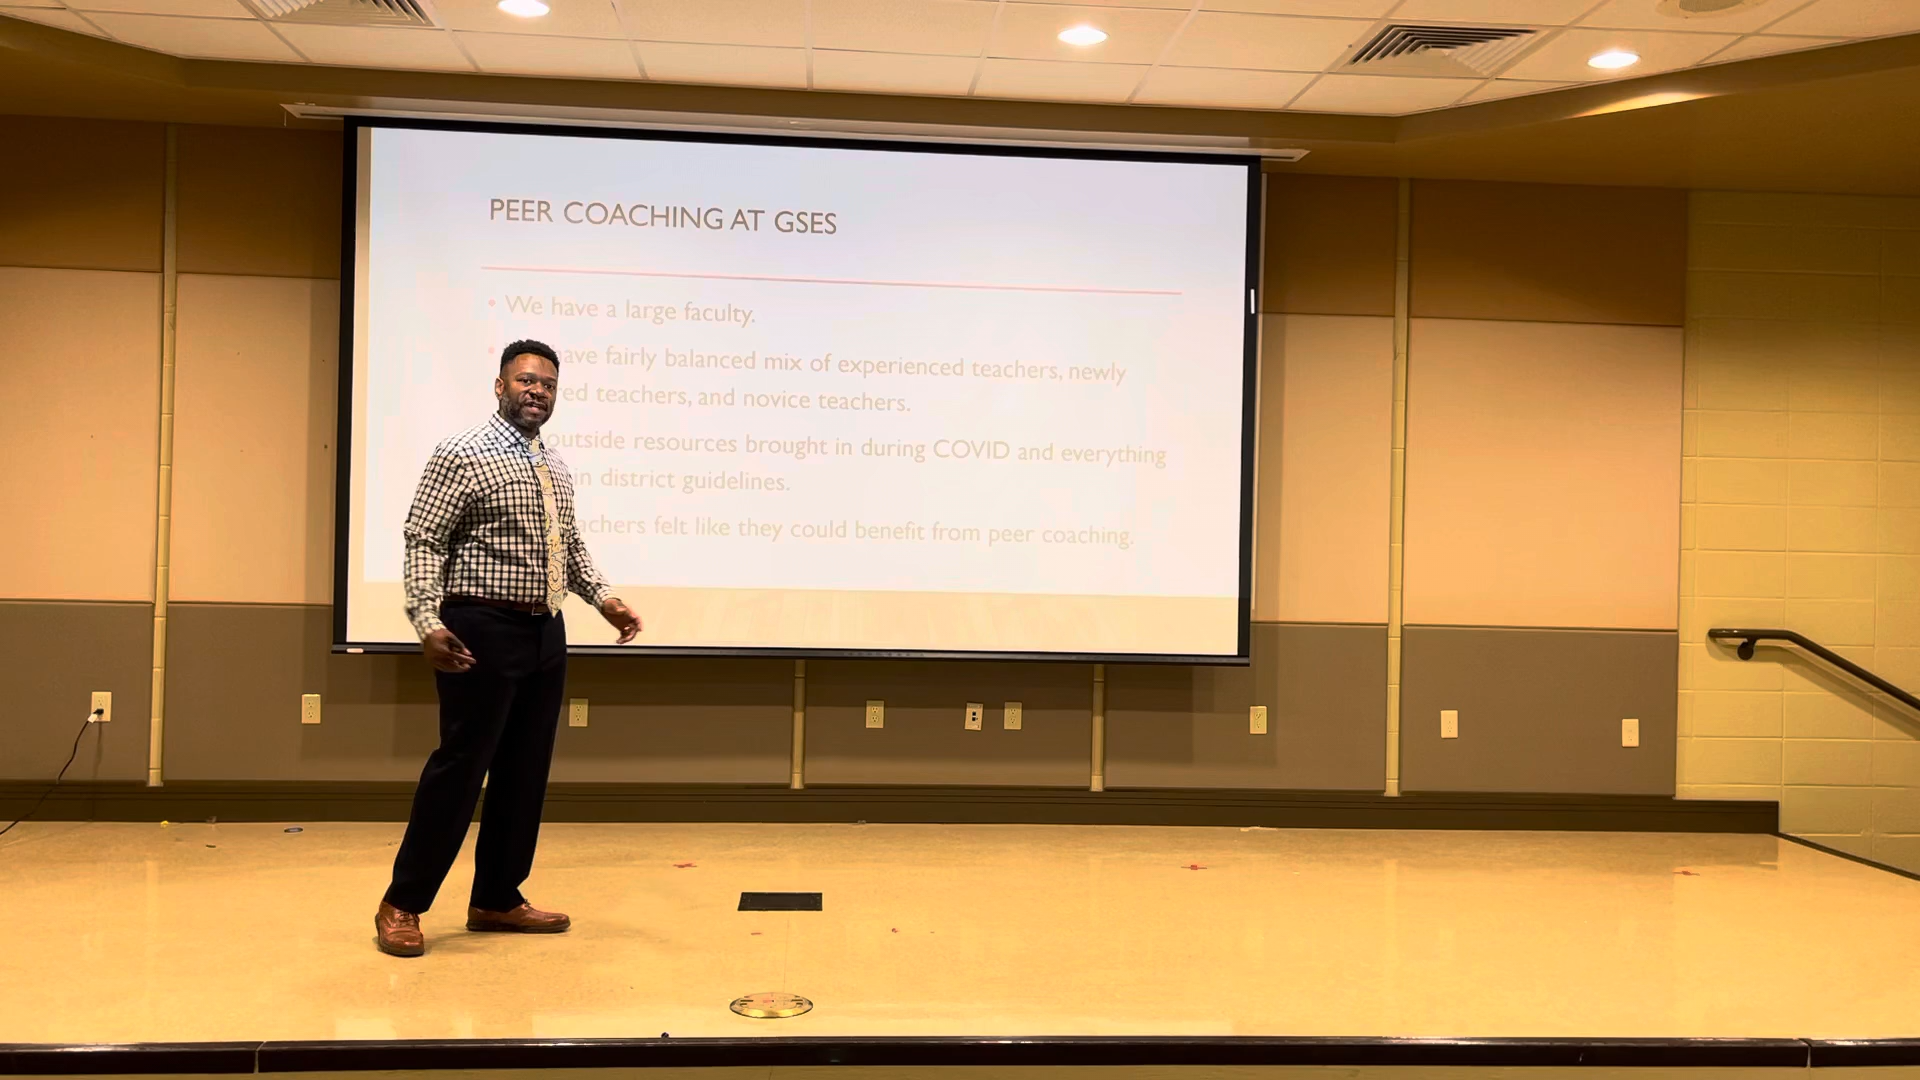 PEER COACHING AT GSES
• We have a large faculty.
• have fairly balanced mix of experienced teachers, newly
teachers, and novice teachers.
outside resources brought in during COVID and everything
in district guidelines.
felt like they could benefit from peer coaching.